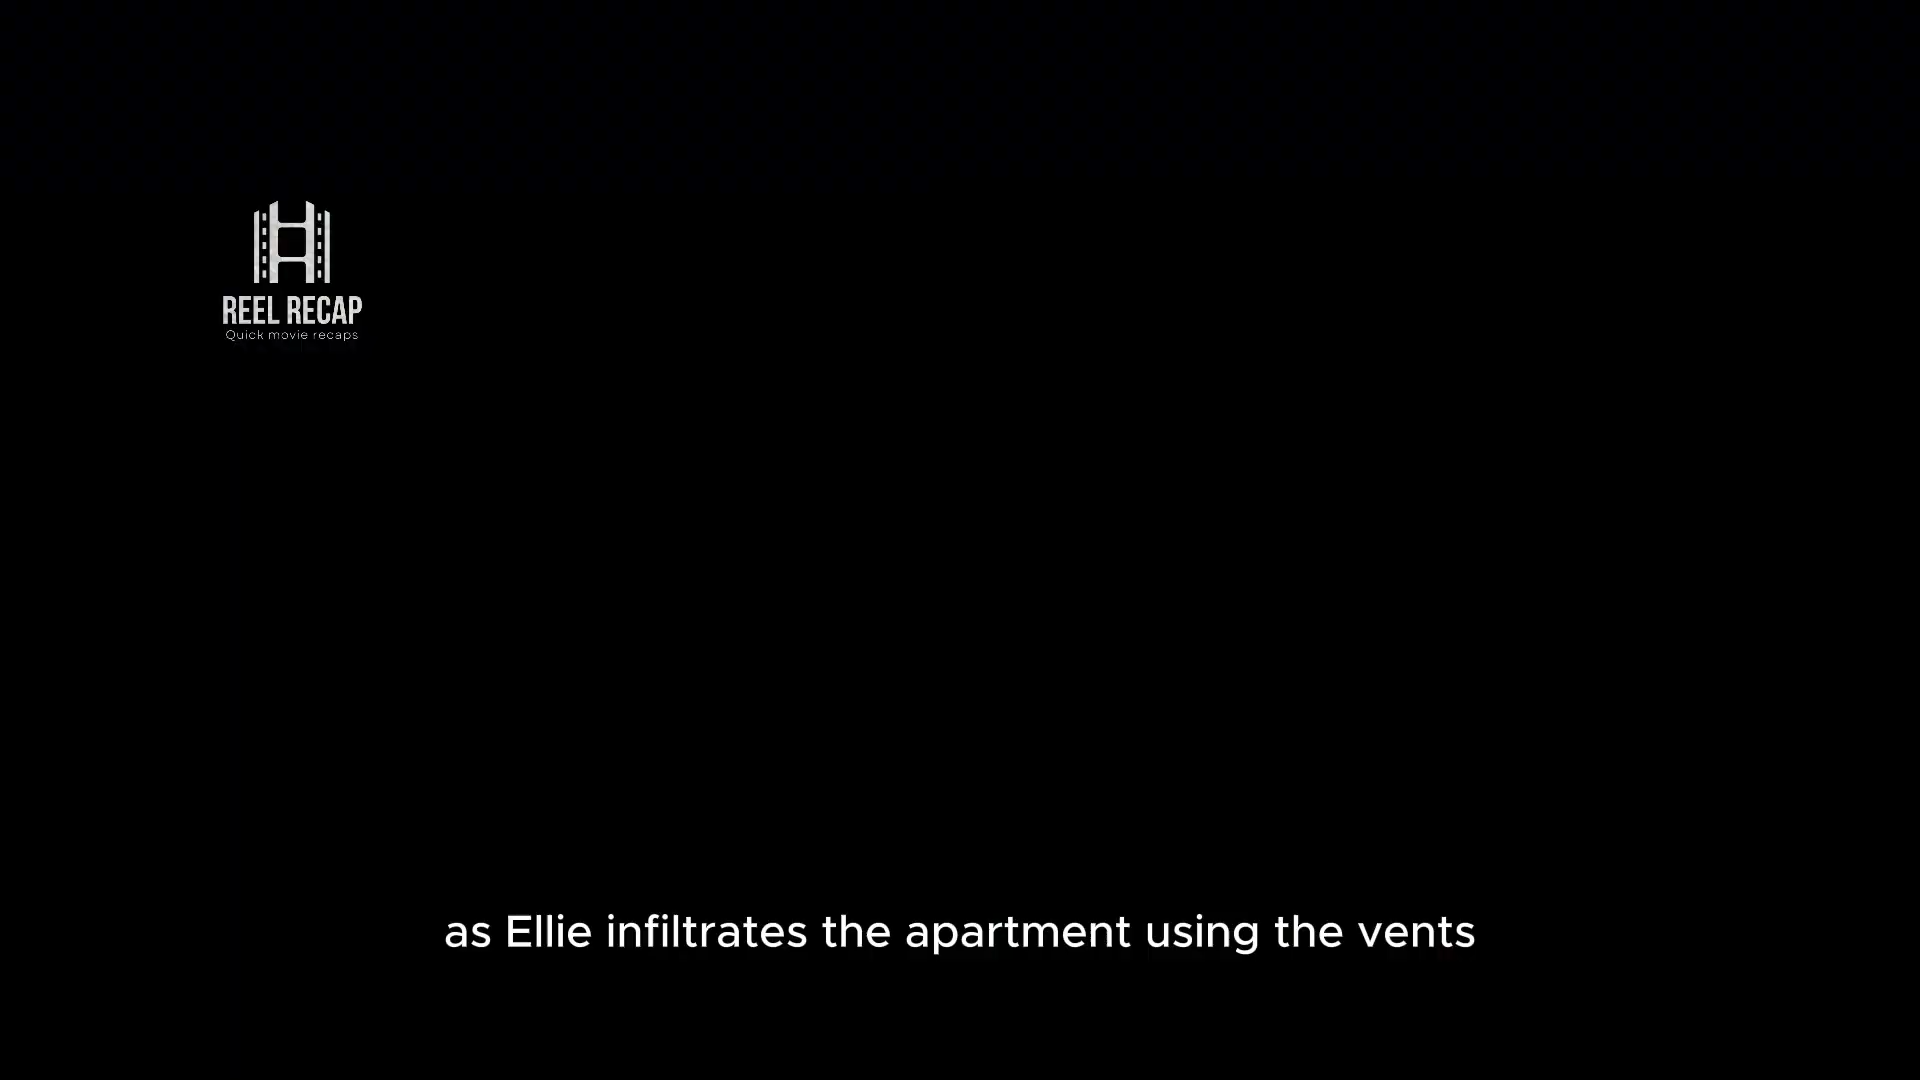 REEL RECAP
Quick movie recaps
as Ellie infiltrates the apartment using the vents